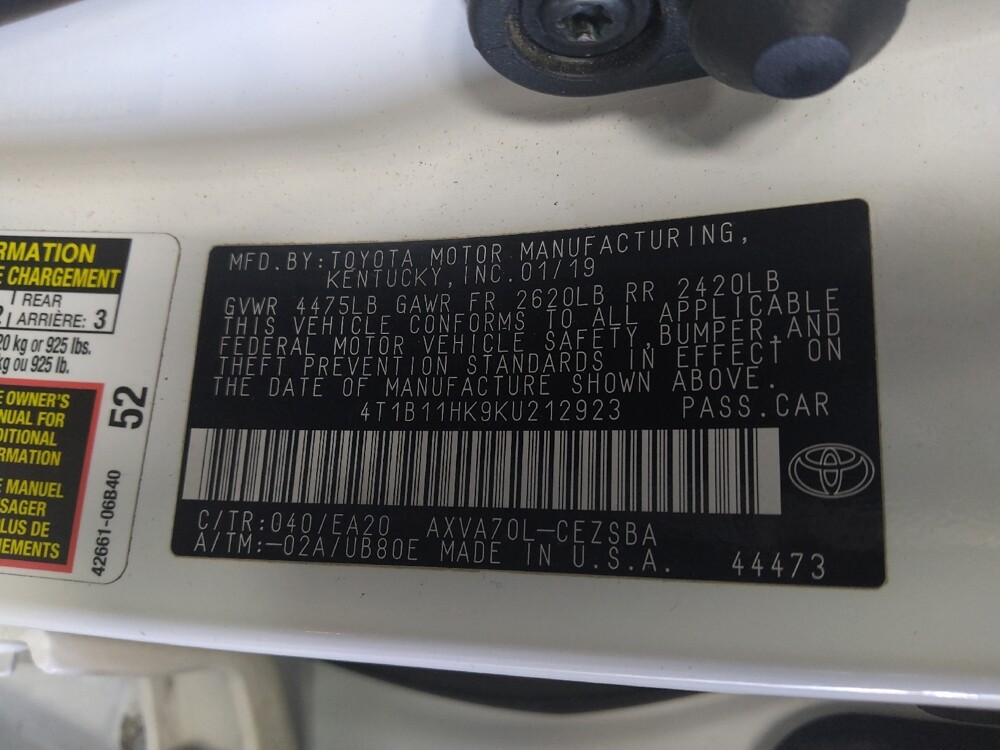 RMATION
E CHARGEMENT
REAR
ARRIÈRE: 3
20 kg or 925 lbs.
kg ou 925 lb.
E OWNER'S
NUAL FOR
DITIONAL
RMATION
E MANUEL
SAGER
LUS DE
NEMENTS
52
42661-06B40
MFD.BY:TOYOTA MOTOR MANUFACTURING,
KENTUCKY,INC.01/19
GVWR 4475LB GAWR FR 2620LB RR 2420LB
THIS VEHICLE CONFORMS TO ALL APPLICABLE
FEDERAL MOTOR VEHICLE SAFETY,BUMPER,AND
THEFT PREVENTION STANDARDS IN EFFECT ON
THE DATE OF MANUFACTURE SHOWN ABOVE.
4T1B11HK9KU212923 PASS.CAR
C/TR:040/EA20 AXVA70L-CEZSBA
A/TM:-02A/UB80E MADE IN U.S.A. 44473